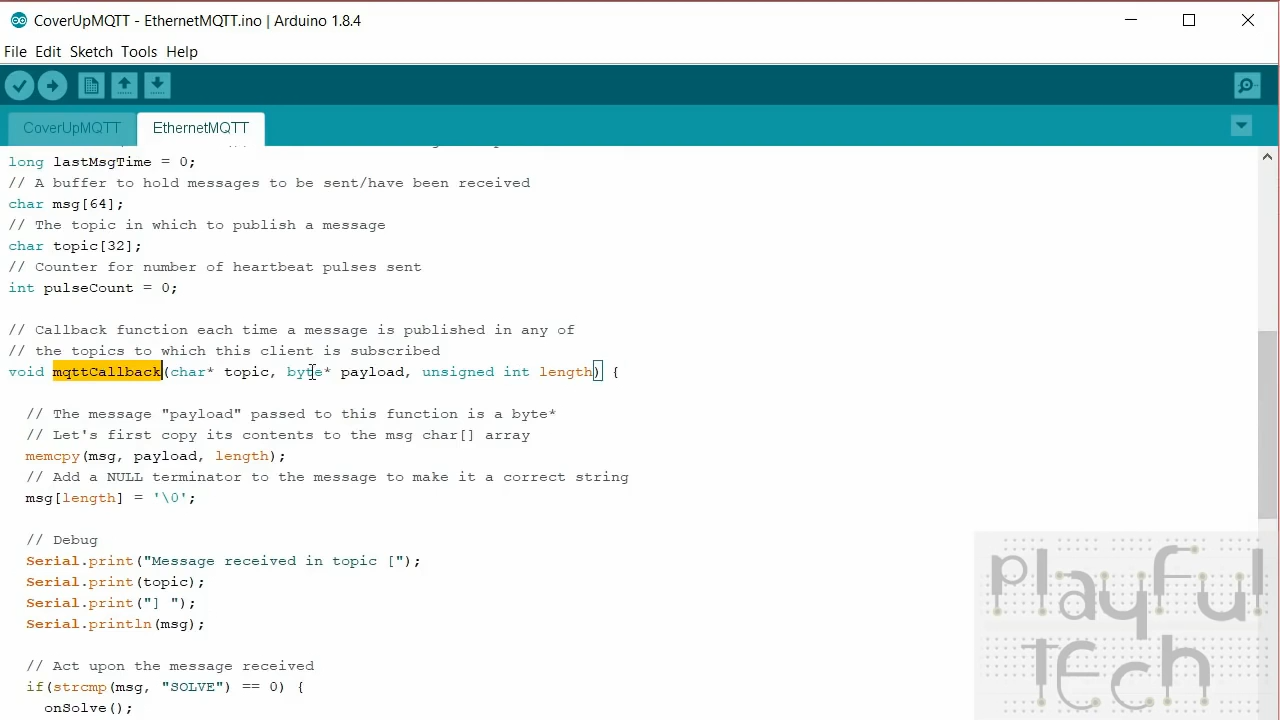 CoverUpMQTT - EthernetMQTT.ino | Arduino 1.8.4
File Edit Sketch Tools Help
CoverUpMQTT EthernetMQTT
long lastMsgTime = 0;
// A buffer to hold messages to be sent/have been received
char msg[64];
// The topic in which to publish a message
char topic[32];
// Counter for number of heartbeat pulses sent
int pulseCount = 0;
// Callback function each time a message is published in any of
// the topics to which this client is subscribed
void mqttCallback(char* topic, byte* payload, unsigned int length) {
// The message "payload" passed to this function is a byte*
// Let's first copy its contents to the msg char[] array
memcpy(msg, payload, length);
// Add a NULL terminator to the message to make it a correct string
msg[length] = '\0';
// Debug
Serial.print("Message received in topic [");
Serial.print(topic);
Serial.print("] ");
Serial.println(msg);
// Act upon the message received
if(strcmp(msg, "SOLVE") == 0) {
onSolve();
playful
TEch